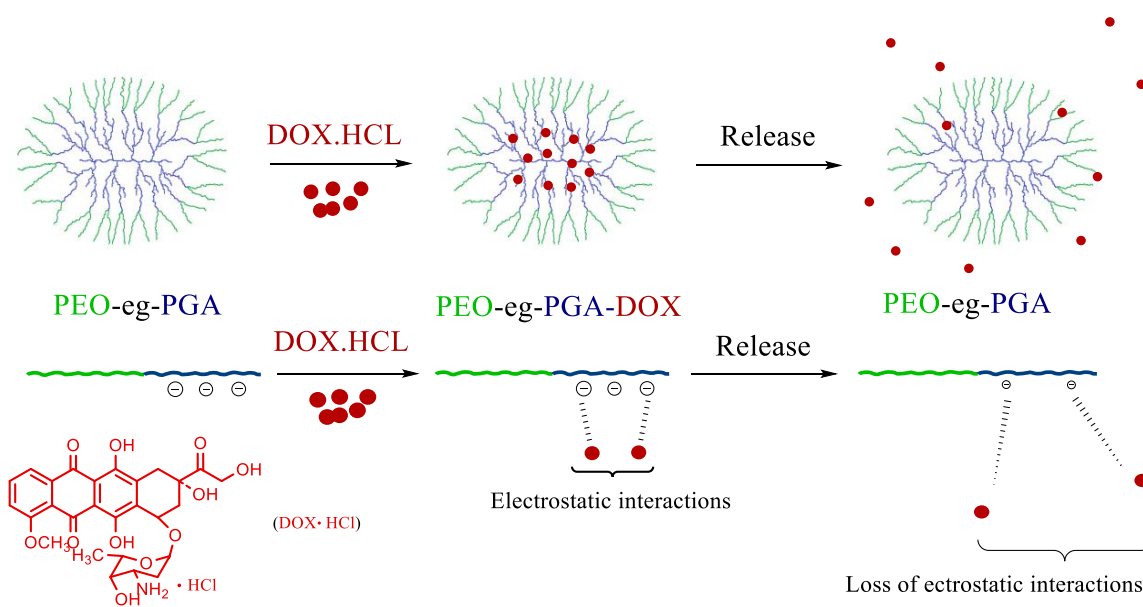 DOX.HCL
Release
PEO-eg-PGA
PEO-eg-PGA-DOX
PEO-eg-PGA
DOX.HCL
Release
⊖ ⊖ ⊖
⊖ ⊖ ⊖
⊖ ⊖
Electrostatic interactions
O
OH
O
OH
OH
(DOX· HCl)
OCH3
O
OH
O
H3C
O
NH2
· HCl
OH
Loss of ectrostatic interactions